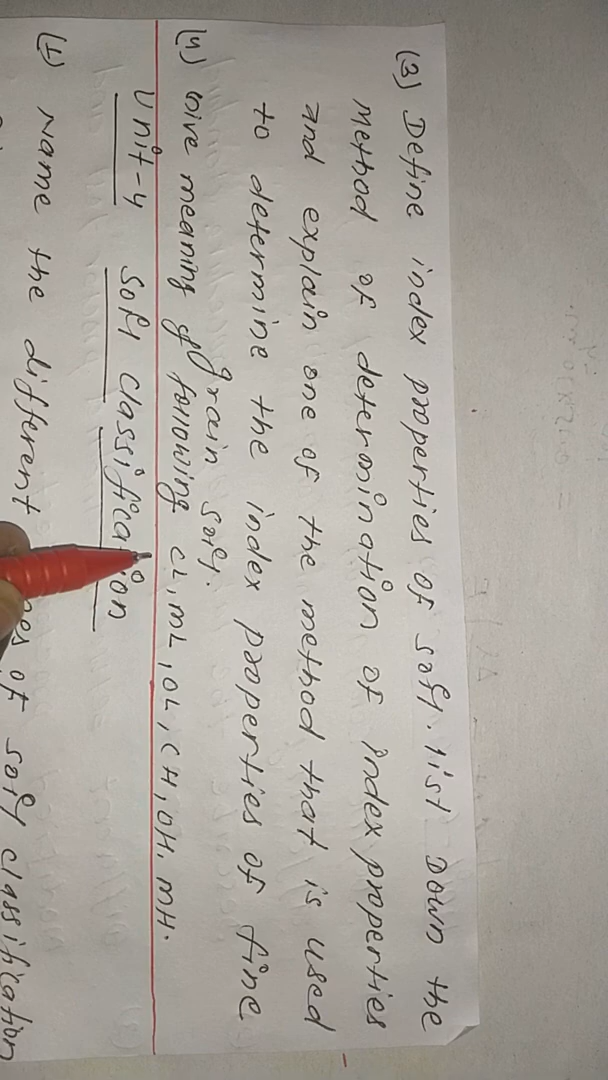 (3) Define index properties of soil. list Down the
method of determination of index properties
and explain one of the method that is used
to determine the index properties of fine
grain soil.
(4) Give meaning of following CL, ML, OL, CH, OH, MH.
Unit-4 Soil classification
(1) Name the different of soil classification